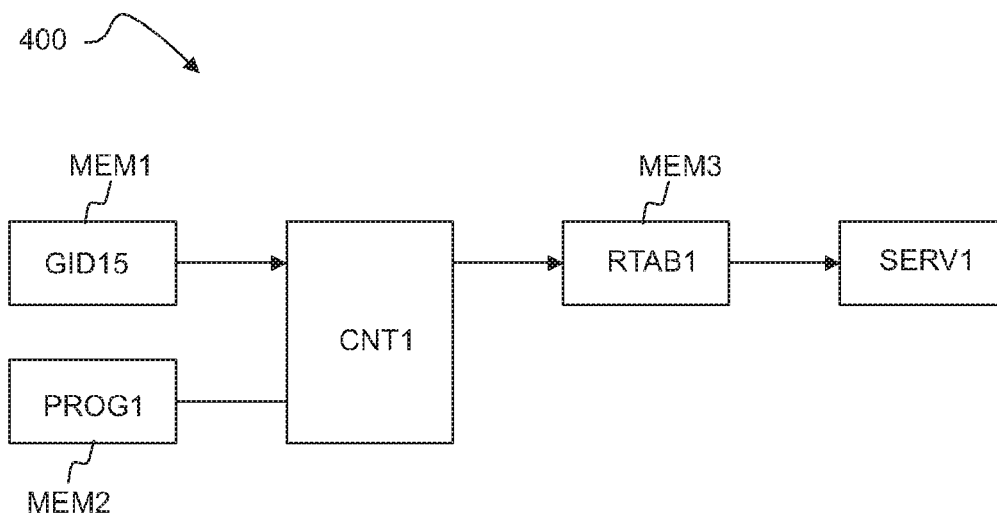 400
MEM1
MEM3
GID15
RTAB1
SERV1
CNT1
PROG1
MEM2